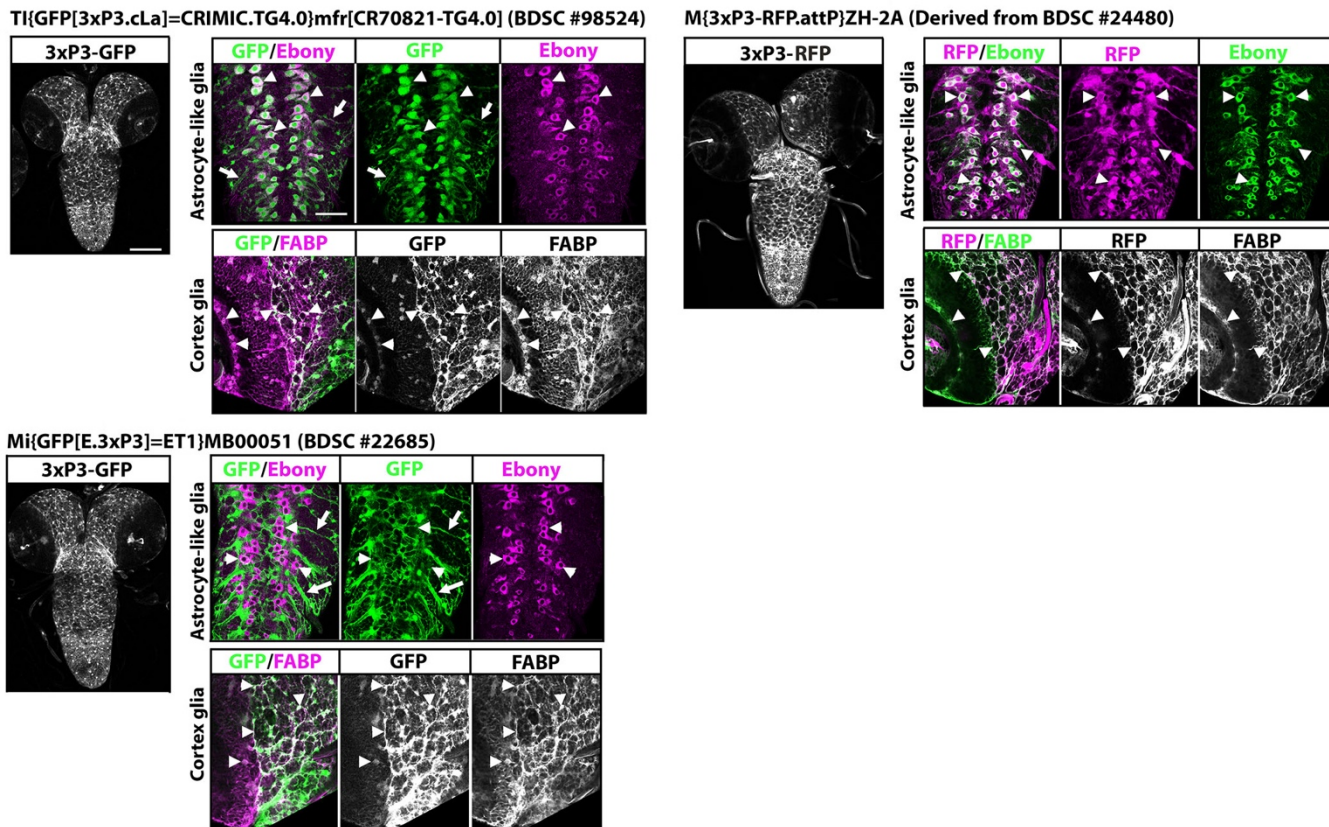 TI{GFP[3xP3.cLa]=CRIMIC.TG4.0}mfr[CR70821-TG4.0] (BDSC #98524)
3xP3-GFP
GFP/Ebony GFP Ebony
Astrocyte-like glia
GFP/FABP GFP FABP
Cortex glia
M{3xP3-RFP.attP}ZH-2A (Derived from BDSC #24480)
3xP3-RFP
RFP/Ebony RFP Ebony
Astrocyte-like glia
RFP/FABP RFP FABP
Cortex glia
Mi{GFP[E.3xP3]=ET1}MB00051 (BDSC #22685)
3xP3-GFP
GFP/Ebony GFP Ebony
Astrocyte-like glia
GFP/FABP GFP FABP
Cortex glia